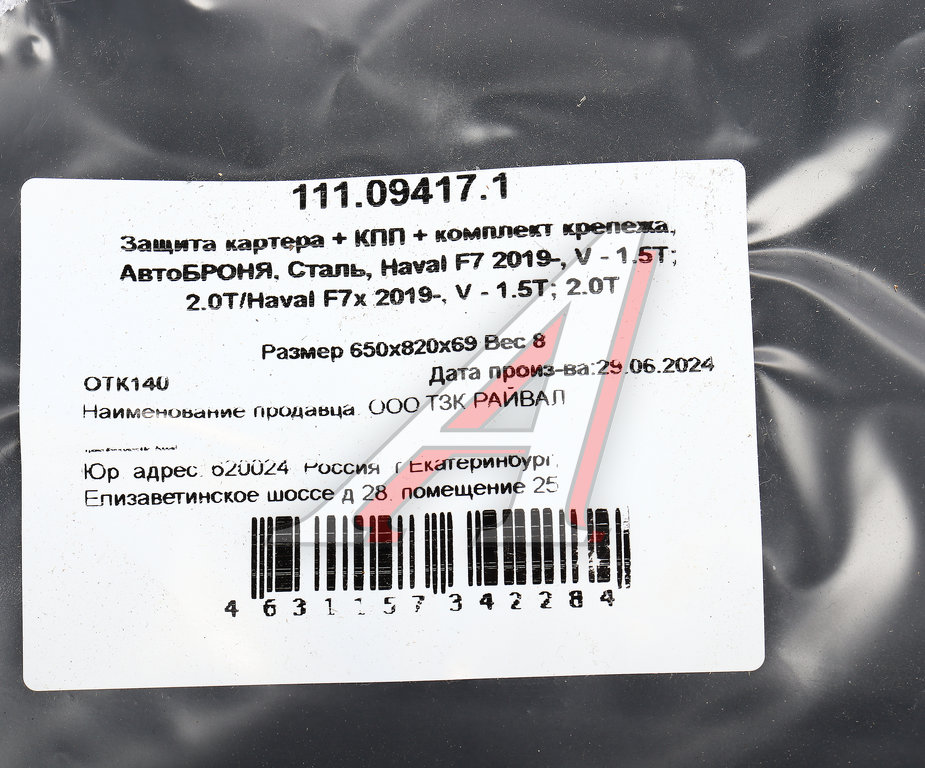 111.09417.1
Защита картера + КПП + комплект крепежа,
АвтоБРОНЯ, Сталь, Haval F7 2019-, V - 1.5T;
2.0T/Haval F7x 2019-, V - 1.5T; 2.0T
Размер 650x820x69 Вес 8
Дата произ-ва:29.06.2024
ОТК140
Наименование продавца: ООО ТЗК РАЙВАЛ
Юр адрес: 620024 Россия г Екатеринбург,
Елизаветинское шоссе д 28, помещение 25
4 631157 342284